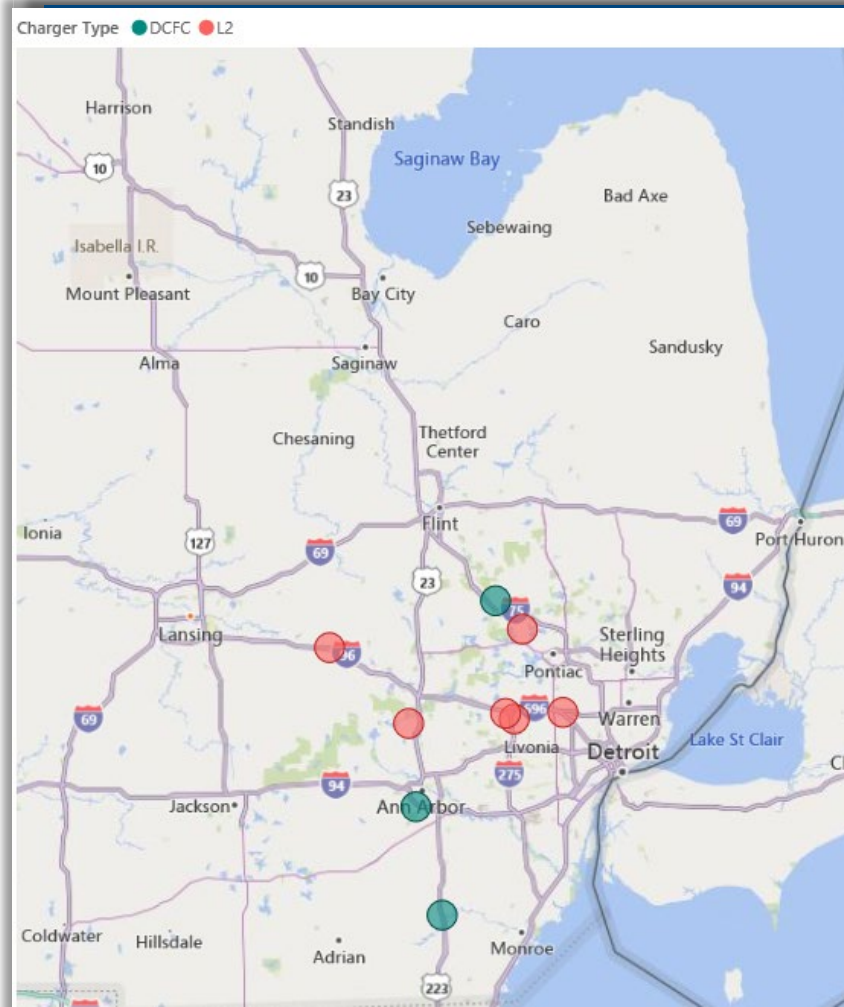 Charger Type DCFC L2
Harrison
Standish
10
Saginaw Bay
23
Bad Axe
Sebewaing
Isabella I.R.
10
Mount Pleasant
Bay City
Caro
Sandusky
Alma
Saginaw
Chesaning
Thetford
Center
Flint
Ionia
127
69
69
Port Huron
23
94
75
Lansing
96
Sterling
Heights
Pontiac
69
696
Warren
Livonia
Detroit
Lake St Clair
275
94
Jackson
Ann Arbor
Coldwater
Hillsdale
Adrian
Monroe
223